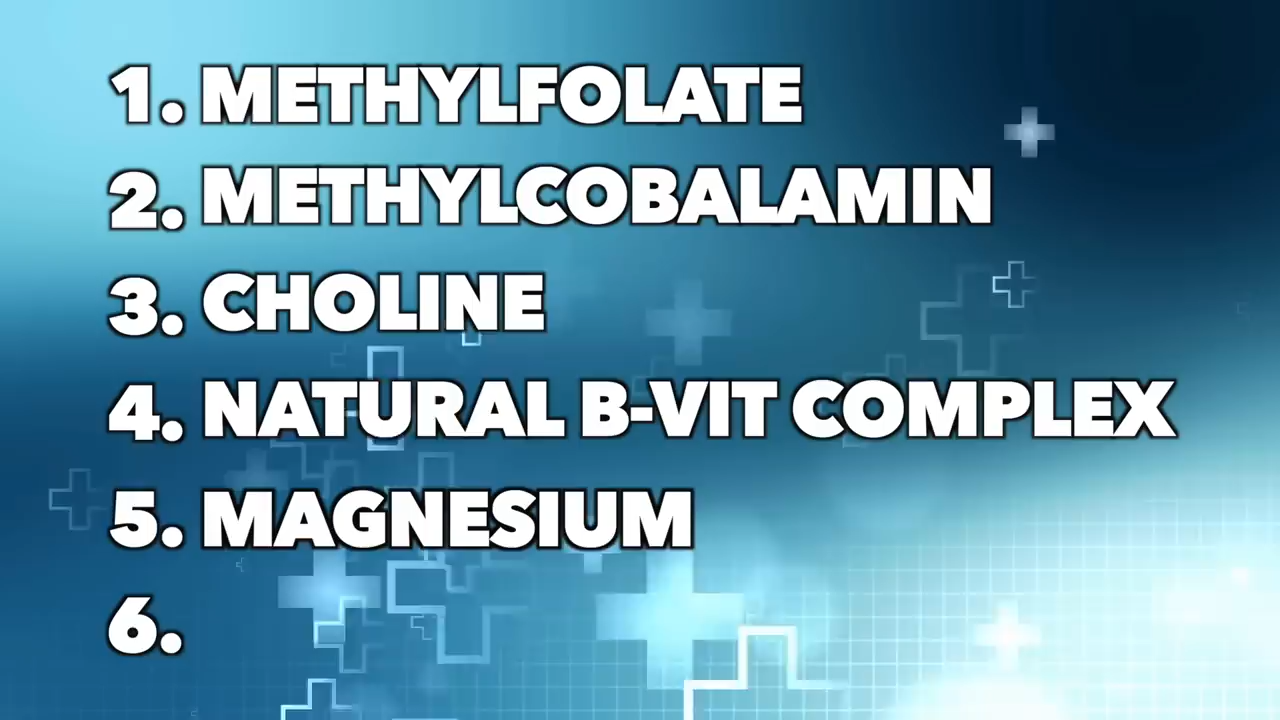 1. METHYLFOLATE
2. METHYLCOBALAMIN
3. CHOLINE
4. NATURAL B-VIT COMPLEX
5. MAGNESIUM
6.